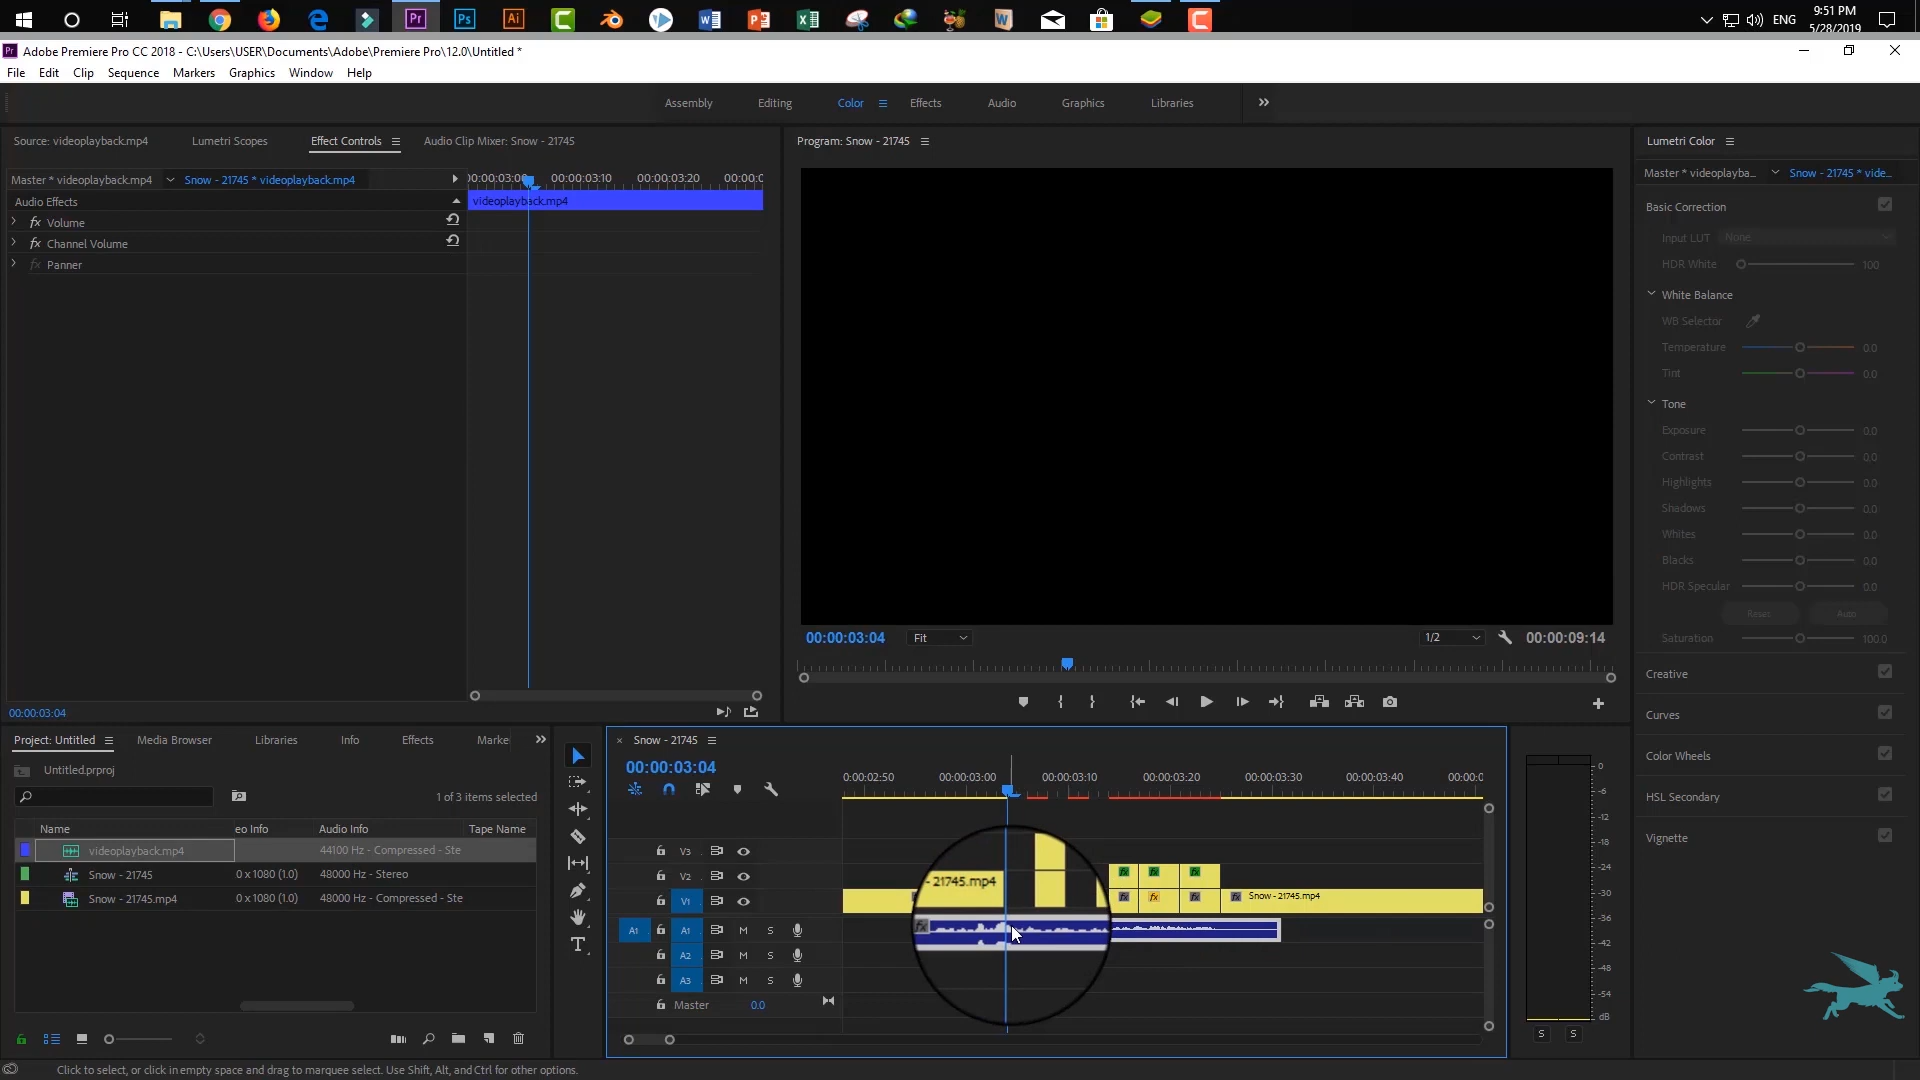 ENG
9:51 PM
5/28/2019
Adobe Premiere Pro CC 2018 - C:\Users\USER\Documents\Adobe\Premiere Pro\12.0\Untitled *
File Edit Clip Sequence Markers Graphics Window Help
Assembly Editing Color Effects Audio Graphics Libraries
Source: videoplayback.mp4 Lumetri Scopes Effect Controls Audio Clip Mixer: Snow - 21745
Master * videoplayback.mp4 Snow - 21745 * videoplayback.mp4
00:00:03:10 00:00:03:20
Audio Effects
videoplayback.mp4
fx Volume
fx Channel Volume
fx Panner
00:00:03:04
Program: Snow - 21745
00:00:03:04 Fit 1/2 00:00:09:14
Lumetri Color
Master * videoplayba... Snow - 21745 * vide...
Basic Correction
Input LUT None
HDR White 100
White Balance
WB Selector
Temperature 0.0
Tint 0.0
Tone
Exposure 0.0
Contrast 0.0
Highlights 0.0
Shadows 0.0
Whites 0.0
Blacks 0.0
HDR Specular 0.0
Reset Auto
Saturation 100.0
Creative
Curves
Color Wheels
HSL Secondary
Vignette
Project: Untitled Media Browser Libraries Info Effects Marke
Untitled.prproj
1 of 3 items selected
Name eo Info Audio Info Tape Name
videoplayback.mp4 44100 Hz - Compressed - Ste
Snow - 21745 0 x 1080 (1.0) 48000 Hz - Stereo
Snow - 21745.mp4 0 x 1080 (1.0) 48000 Hz - Compressed - Ste
Snow - 21745
00:00:03:04
0:00:02:50 0:00:03:00 0:00:03:10 0:00:03:20 0:00:03:30 0:00:03:40 0:00:0
V3
V2
- 21745.mp4
V1
Snow - 21745.mp4
A1 A1 M S
A2 M S
A3 M S
Master 0.0
0
-6
-12
-18
-24
-30
-36
-42
-48
-54
dB
S S
Click to select, or click in empty space and drag to marquee select. Use Shift, Alt, and Ctrl for other options.